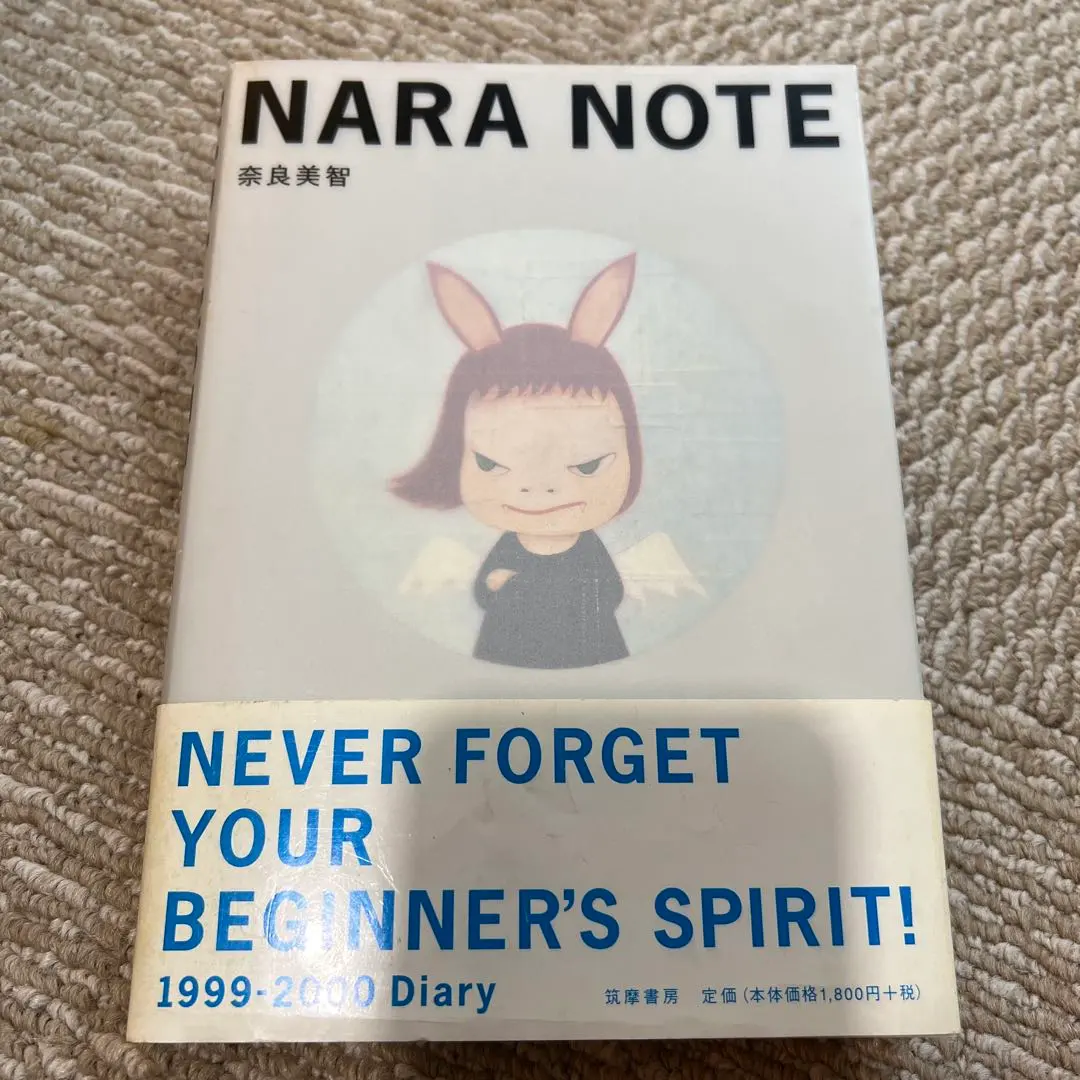 NARA NOTE
奈良美智
NEVER FORGET
YOUR
BEGINNER'S SPIRIT!
1999-2000 Diary
筑摩書房 定価(本体価格1,800円+税)